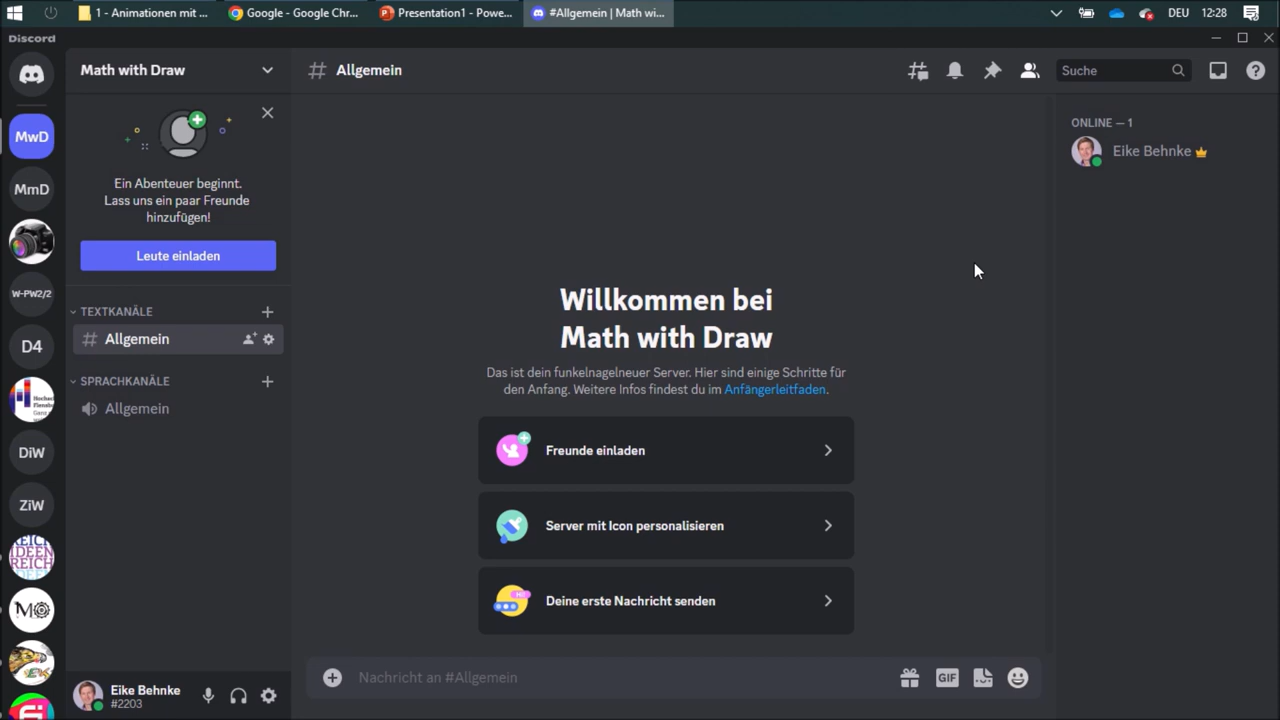 1 - Animationen mit ...
Google - Google Chr...
Presentation1 - Powe...
#Allgemein | Math wi...
DEU
12:28
Discord
Math with Draw
Allgemein
Suche
MwD
MmD
W-PW2/2
D4
DiW
ZiW
Ein Abenteuer beginnt.
Lass uns ein paar Freunde
hinzufügen!
Leute einladen
TEXTKANÄLE
Allgemein
SPRACHKANÄLE
Allgemein
Eike Behnke
#2203
Willkommen bei
Math with Draw
Das ist dein funkelnagelneuer Server. Hier sind einige Schritte für
den Anfang. Weitere Infos findest du im Anfängerleitfaden.
Freunde einladen
Server mit Icon personalisieren
Deine erste Nachricht senden
Nachricht an #Allgemein
GIF
ONLINE — 1
Eike Behnke